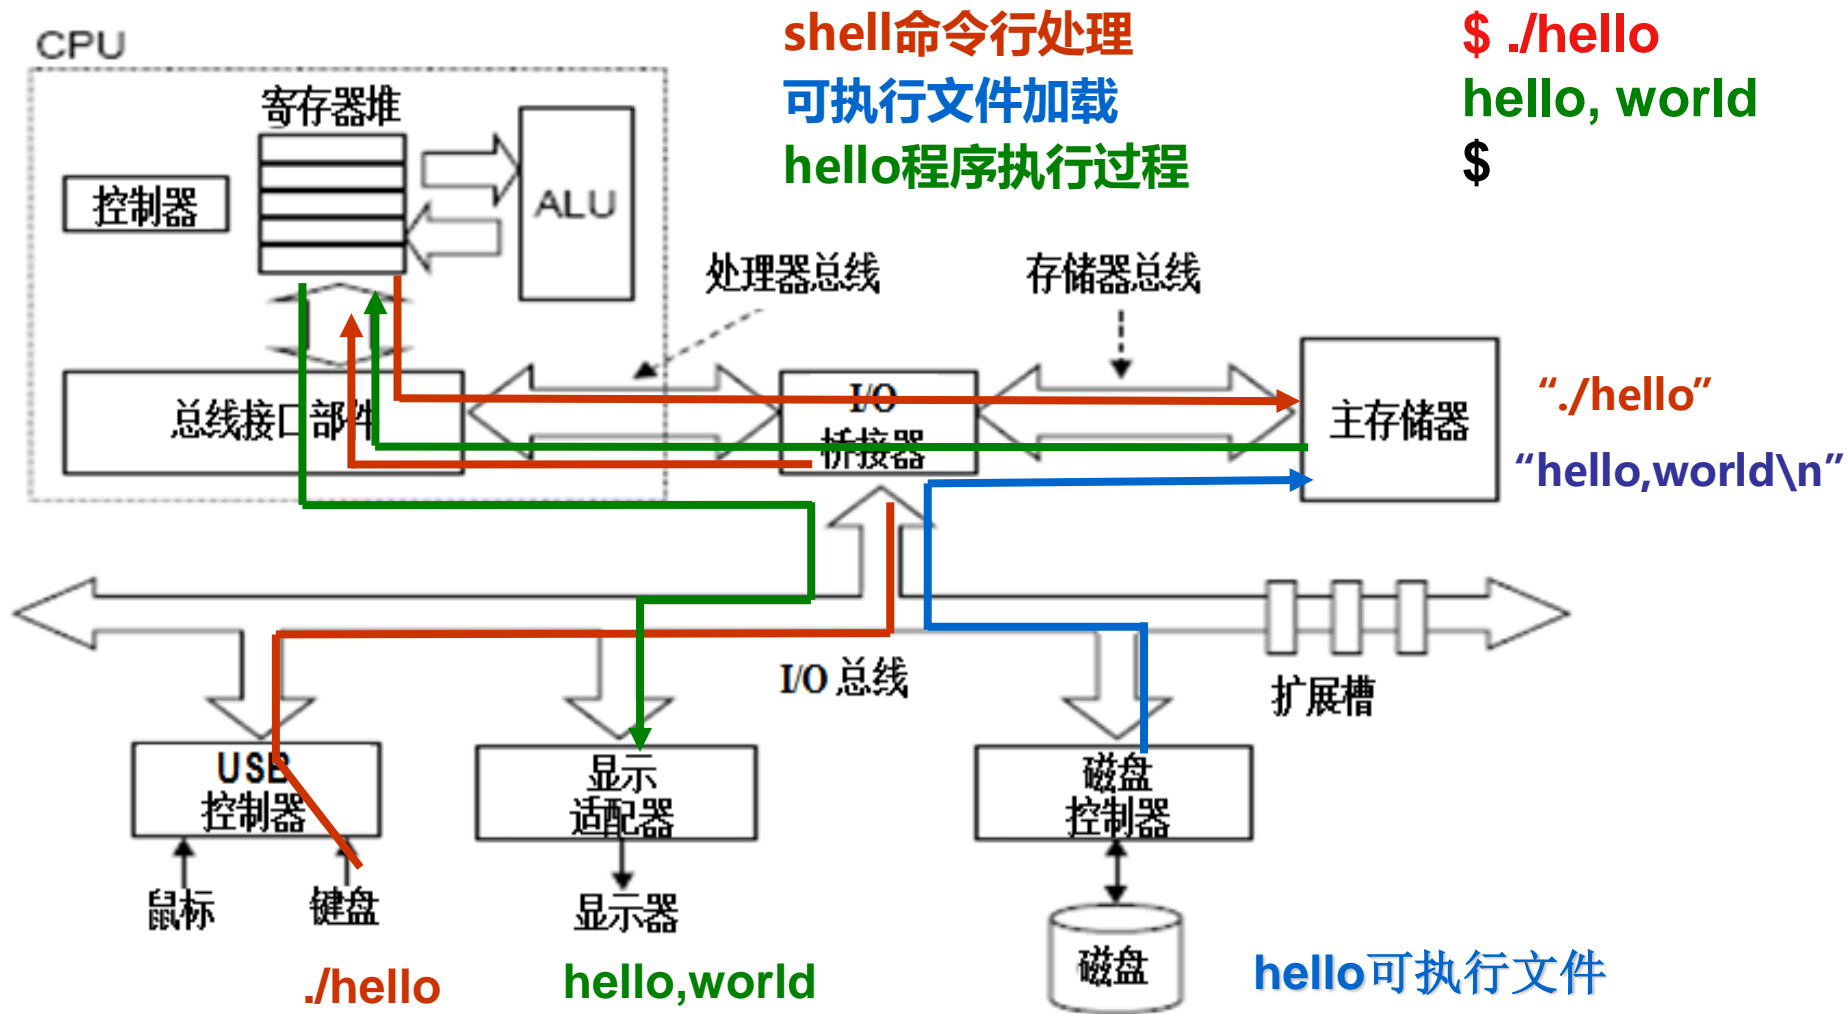 CPU
shell命令行处理
$ ./hello
可执行文件加载
hello, world
寄存器堆
hello程序执行过程
$
控制器
ALU
处理器总线
存储器总线
总线接口部件
I/O
桥接器
主存储器
“./hello”
“hello,world\n”
I/O 总线
扩展槽
USB
控制器
显示
适配器
磁盘
控制器
鼠标
键盘
显示器
磁盘
./hello
hello,world
hello可执行文件